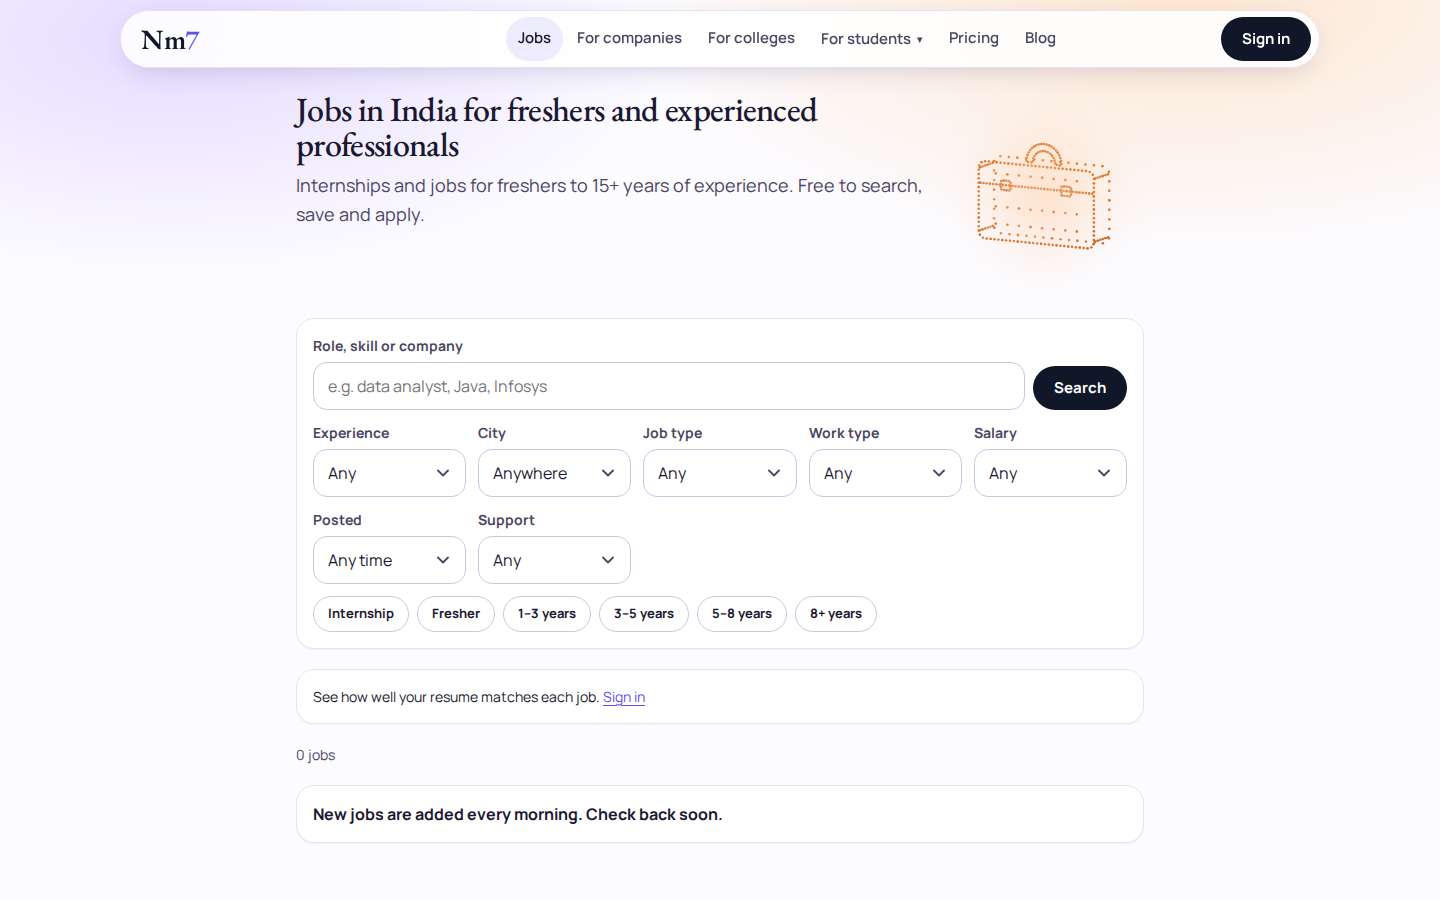 Nm7
Jobs For companies For colleges For students ▾ Pricing Blog
Sign in
Jobs in India for freshers and experienced
professionals
Internships and jobs for freshers to 15+ years of experience. Free to search,
save and apply.
Role, skill or company
e.g. data analyst, Java, Infosys
Search
Experience City Job type Work type Salary
Any Anywhere Any Any Any
Posted Support
Any time Any
Internship Fresher 1–3 years 3–5 years 5–8 years 8+ years
See how well your resume matches each job. Sign in
0 jobs
New jobs are added every morning. Check back soon.